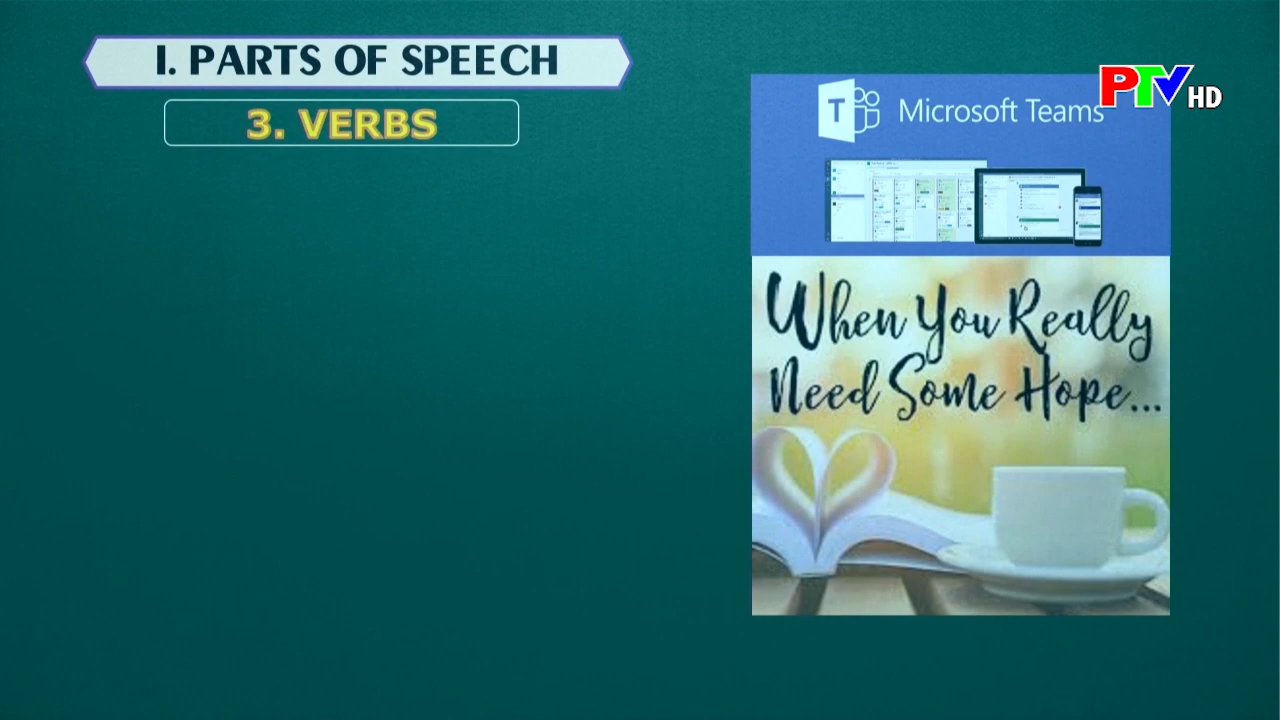 I. PARTS OF SPEECH
3. VERBS
PTV HD
T Microsoft Teams
When You Really
Need Some Hope...